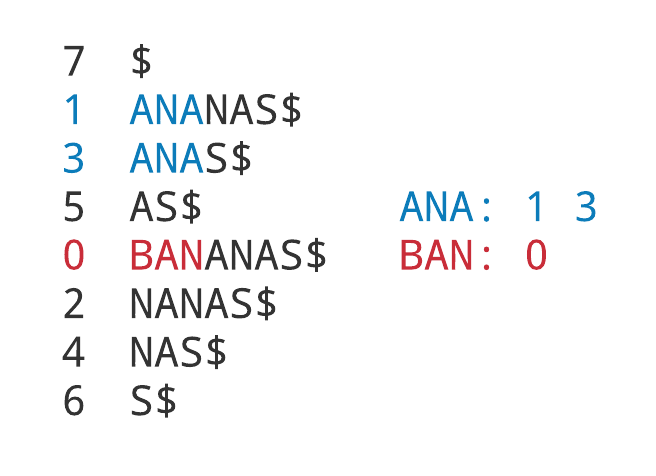 7 $
1 ANANAS$
3 ANAS$
5 AS$ ANA: 1 3
0 BANANAS$ BAN: 0
2 NANAS$
4 NAS$
6 S$